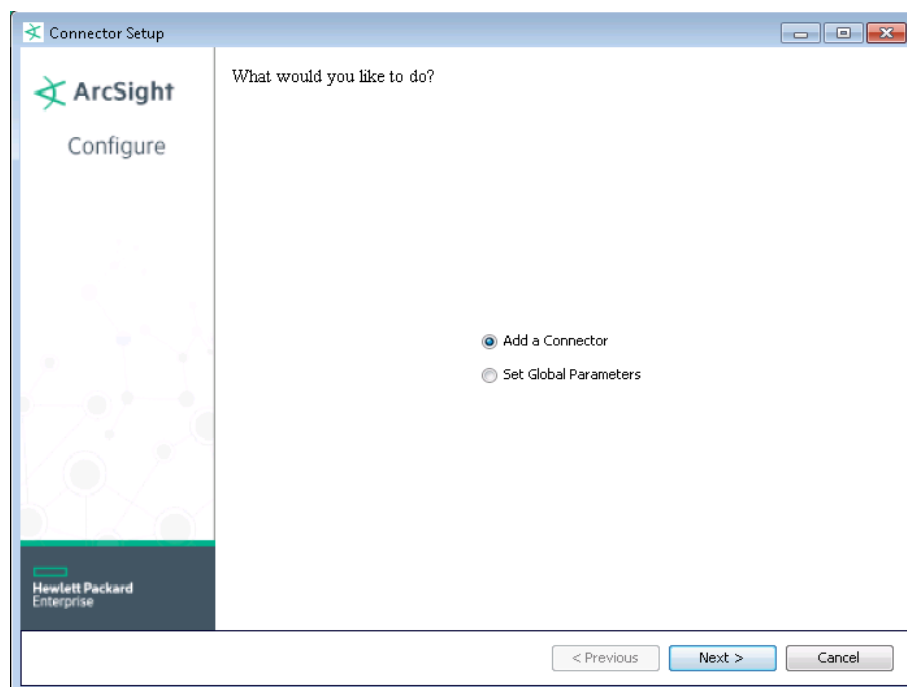 Connector Setup
ArcSight
Configure
What would you like to do?
Add a Connector
Set Global Parameters
Hewlett Packard
Enterprise
< Previous
Next >
Cancel